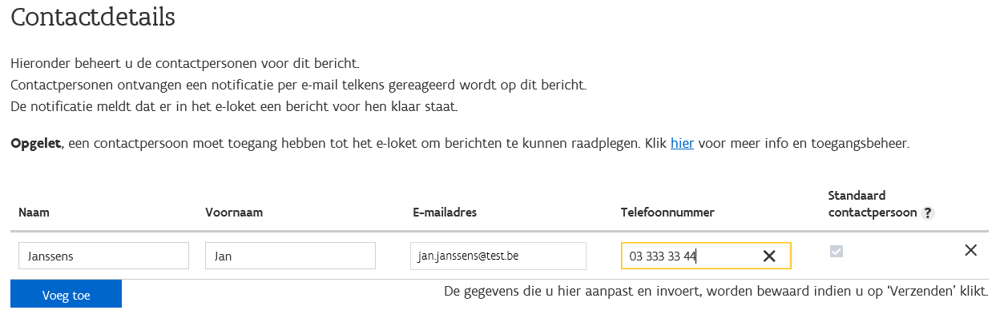 Contactdetails
Hieronder beheert u de contactpersonen voor dit bericht.
Contactpersonen ontvangen een notificatie per e-mail telkens gereageerd wordt op dit bericht.
De notificatie meldt dat er in het e-loket een bericht voor hen klaar staat.
Opgelet, een contactpersoon moet toegang hebben tot het e-loket om berichten te kunnen raadplegen. Klik hier voor meer info en toegangsbeheer.
Naam Voornaam E-mailadres Telefoonnummer Standaard contactpersoon ?
Janssens Jan jan.janssens@test.be 03 333 33 44
Voeg toe De gegevens die u hier aanpast en invoert, worden bewaard indien u op ‘Verzenden’ klikt.